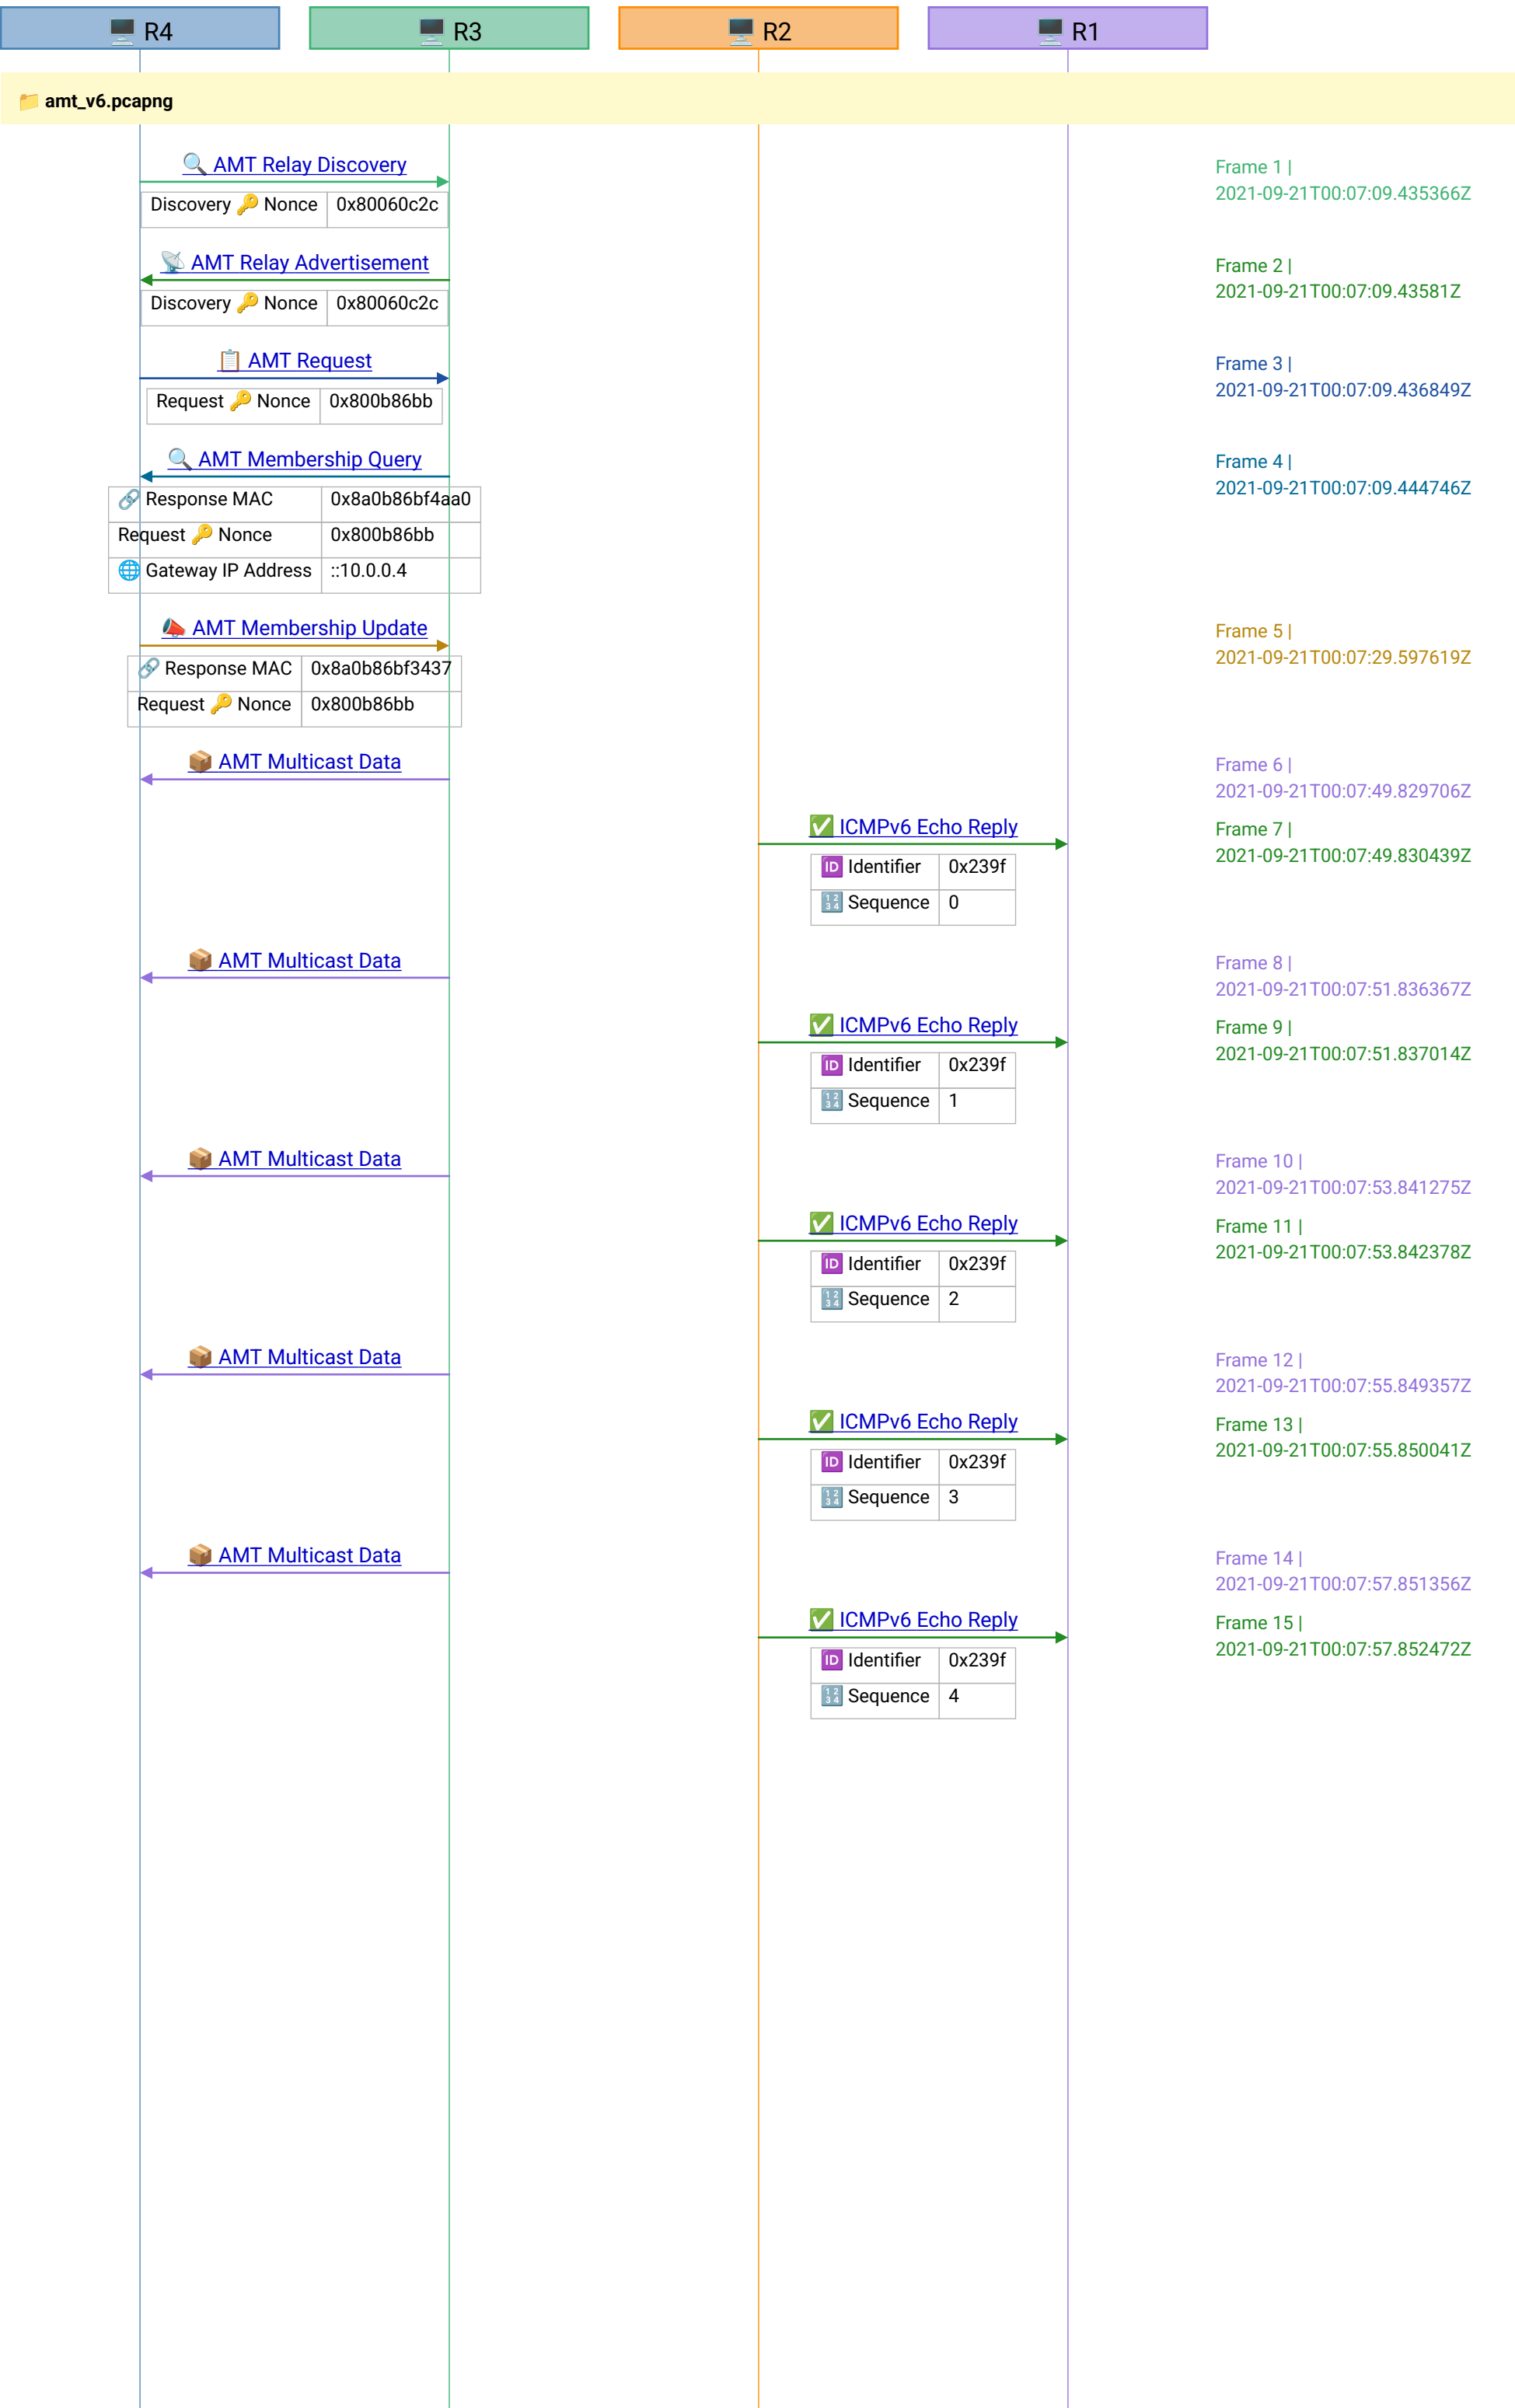 🖥️ R4
🖥️ R3
🖥️ R2
🖥️ R1
📁 amt_v6.pcapng
🔍 AMT Relay Discovery
Frame 1 |
2021-09-21T00:07:09.435366Z
Discovery 🔑 Nonce 0x80060c2c
📡 AMT Relay Advertisement
Frame 2 |
2021-09-21T00:07:09.43581Z
Discovery 🔑 Nonce 0x80060c2c
📋 AMT Request
Frame 3 |
2021-09-21T00:07:09.436849Z
Request 🔑 Nonce 0x800b86bb
🔍 AMT Membership Query
Frame 4 |
2021-09-21T00:07:09.444746Z
🔗 Response MAC 0x8a0b86bf4aa0
Request 🔑 Nonce 0x800b86bb
🌐 Gateway IP Address ::10.0.0.4
📣 AMT Membership Update
Frame 5 |
2021-09-21T00:07:29.597619Z
🔗 Response MAC 0x8a0b86bf3437
Request 🔑 Nonce 0x800b86bb
📦 AMT Multicast Data
Frame 6 |
2021-09-21T00:07:49.829706Z
✅ ICMPv6 Echo Reply
Frame 7 |
2021-09-21T00:07:49.830439Z
🆔 Identifier 0x239f
🔢 Sequence 0
📦 AMT Multicast Data
Frame 8 |
2021-09-21T00:07:51.836367Z
✅ ICMPv6 Echo Reply
Frame 9 |
2021-09-21T00:07:51.837014Z
🆔 Identifier 0x239f
🔢 Sequence 1
📦 AMT Multicast Data
Frame 10 |
2021-09-21T00:07:53.841275Z
✅ ICMPv6 Echo Reply
Frame 11 |
2021-09-21T00:07:53.842378Z
🆔 Identifier 0x239f
🔢 Sequence 2
📦 AMT Multicast Data
Frame 12 |
2021-09-21T00:07:55.849357Z
✅ ICMPv6 Echo Reply
Frame 13 |
2021-09-21T00:07:55.850041Z
🆔 Identifier 0x239f
🔢 Sequence 3
📦 AMT Multicast Data
Frame 14 |
2021-09-21T00:07:57.851356Z
✅ ICMPv6 Echo Reply
Frame 15 |
2021-09-21T00:07:57.852472Z
🆔 Identifier 0x239f
🔢 Sequence 4